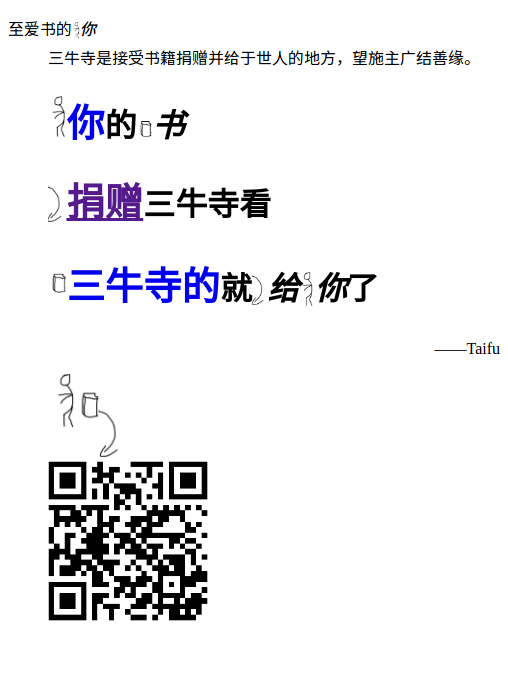 至爱书的你
三牛寺是接受书籍捐赠并给于世人的地方，望施主广结善缘。
你的书
捐赠三牛寺看
三牛寺的就给你了
——Taifu